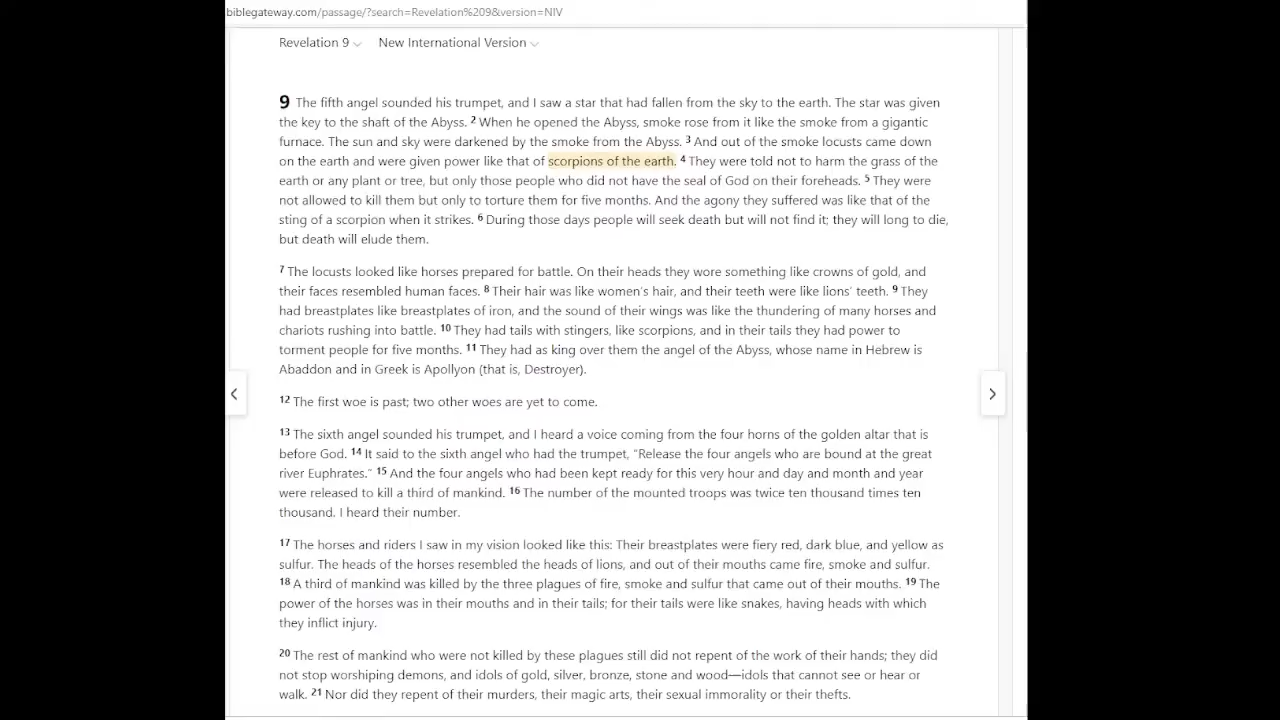 biblegateway.com/passage/?search=Revelation%209&version=NIV
Revelation 9 New International Version
9 The fifth angel sounded his trumpet, and I saw a star that had fallen from the sky to the earth. The star was given
the key to the shaft of the Abyss. 2 When he opened the Abyss, smoke rose from it like the smoke from a gigantic
furnace. The sun and sky were darkened by the smoke from the Abyss. 3 And out of the smoke locusts came down
on the earth and were given power like that of scorpions of the earth. 4 They were told not to harm the grass of the
earth or any plant or tree, but only those people who did not have the seal of God on their foreheads. 5 They were
not allowed to kill them but only to torture them for five months. And the agony they suffered was like that of the
sting of a scorpion when it strikes. 6 During those days people will seek death but will not find it; they will long to die,
but death will elude them.
7 The locusts looked like horses prepared for battle. On their heads they wore something like crowns of gold, and
their faces resembled human faces. 8 Their hair was like women's hair, and their teeth were like lions' teeth. 9 They
had breastplates like breastplates of iron, and the sound of their wings was like the thundering of many horses and
chariots rushing into battle. 10 They had tails with stingers, like scorpions, and in their tails they had power to
torment people for five months. 11 They had as king over them the angel of the Abyss, whose name in Hebrew is
Abaddon and in Greek is Apollyon (that is, Destroyer).
12 The first woe is past; two other woes are yet to come.
13 The sixth angel sounded his trumpet, and I heard a voice coming from the four horns of the golden altar that is
before God. 14 It said to the sixth angel who had the trumpet, “Release the four angels who are bound at the great
river Euphrates.” 15 And the four angels who had been kept ready for this very hour and day and month and year
were released to kill a third of mankind. 16 The number of the mounted troops was twice ten thousand times ten
thousand. I heard their number.
17 The horses and riders I saw in my vision looked like this: Their breastplates were fiery red, dark blue, and yellow as
sulfur. The heads of the horses resembled the heads of lions, and out of their mouths came fire, smoke and sulfur.
18 A third of mankind was killed by the three plagues of fire, smoke and sulfur that came out of their mouths. 19 The
power of the horses was in their mouths and in their tails; for their tails were like snakes, having heads with which
they inflict injury.
20 The rest of mankind who were not killed by these plagues still did not repent of the work of their hands; they did
not stop worshiping demons, and idols of gold, silver, bronze, stone and wood—idols that cannot see or hear or
walk. 21 Nor did they repent of their murders, their magic arts, their sexual immorality or their thefts.